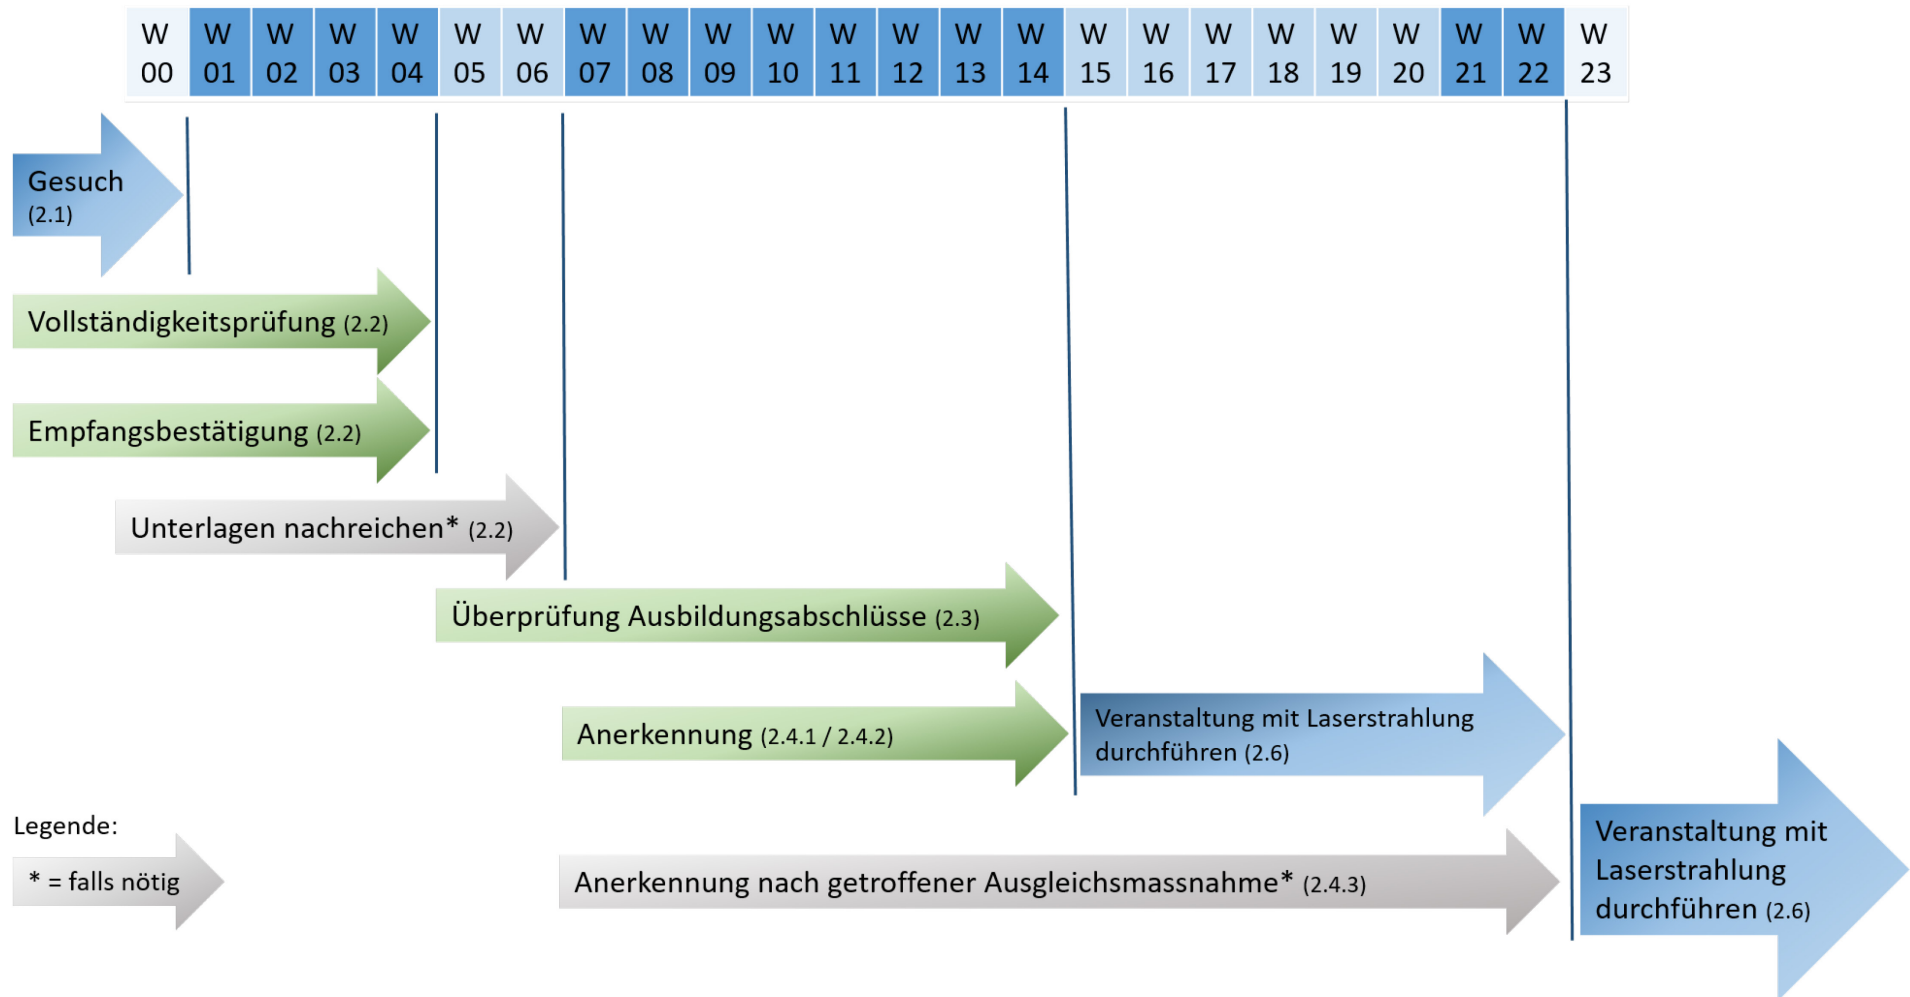 W W W W W W W W W W W W W W W W W W W W W W W W
00 01 02 03 04 05 06 07 08 09 10 11 12 13 14 15 16 17 18 19 20 21 22 23
Gesuch
(2.1)
Vollständigkeitsprüfung (2.2)
Empfangsbestätigung (2.2)
Unterlagen nachreichen* (2.2)
Überprüfung Ausbildungsabschlüsse (2.3)
Anerkennung (2.4.1 / 2.4.2)
Veranstaltung mit Laserstrahlung
durchführen (2.6)
Anerkennung nach getroffener Ausgleichsmassnahme* (2.4.3)
Veranstaltung mit
Laserstrahlung
durchführen (2.6)
Legende:
* = falls nötig